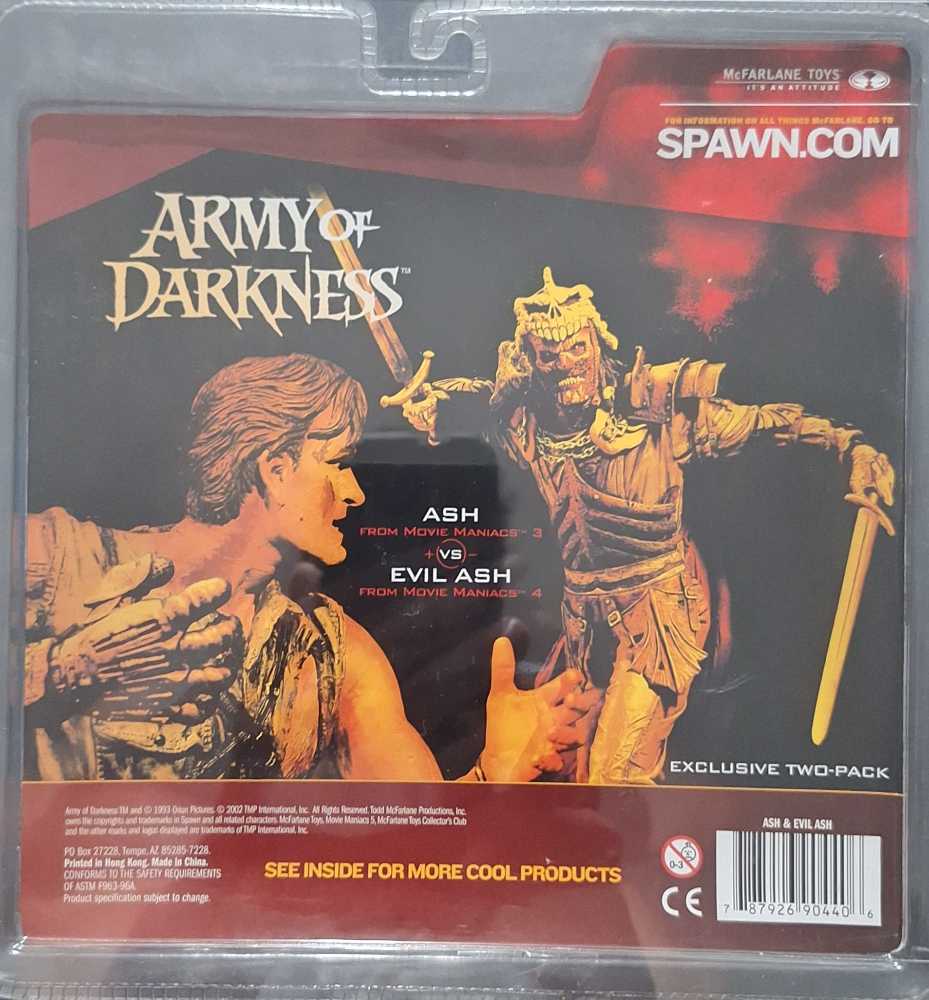 McFARLANE TOYS
IT'S AN ATTITUDE
FOR INFORMATION ON ALL THINGS McFARLANE, GO TO
SPAWN.COM
ARMY OF
DARKNESS™
ASH
FROM MOVIE MANIACS™ 3
+ VS –
EVIL ASH
FROM MOVIE MANIACS™ 4
EXCLUSIVE TWO-PACK
Army of Darkness TM and © 1993 Orion Pictures. © 2002 TMP International, Inc. All Rights Reserved. Todd McFarlane Productions, Inc.
owns the copyrights and trademarks in Spawn and all related characters. McFarlane Toys, Movie Maniacs 5, McFarlane Toys Collector's Club
and the other marks and logos displayed are trademarks of TMP International, Inc.
PO Box 27228, Tempe, AZ 85285-7228.
Printed in Hong Kong. Made in China.
CONFORMS TO THE SAFETY REQUIREMENTS
OF ASTM F963-96A.
Product specification subject to change.
SEE INSIDE FOR MORE COOL PRODUCTS
0-3
CE
ASH & EVIL ASH
7 87926 90440 6